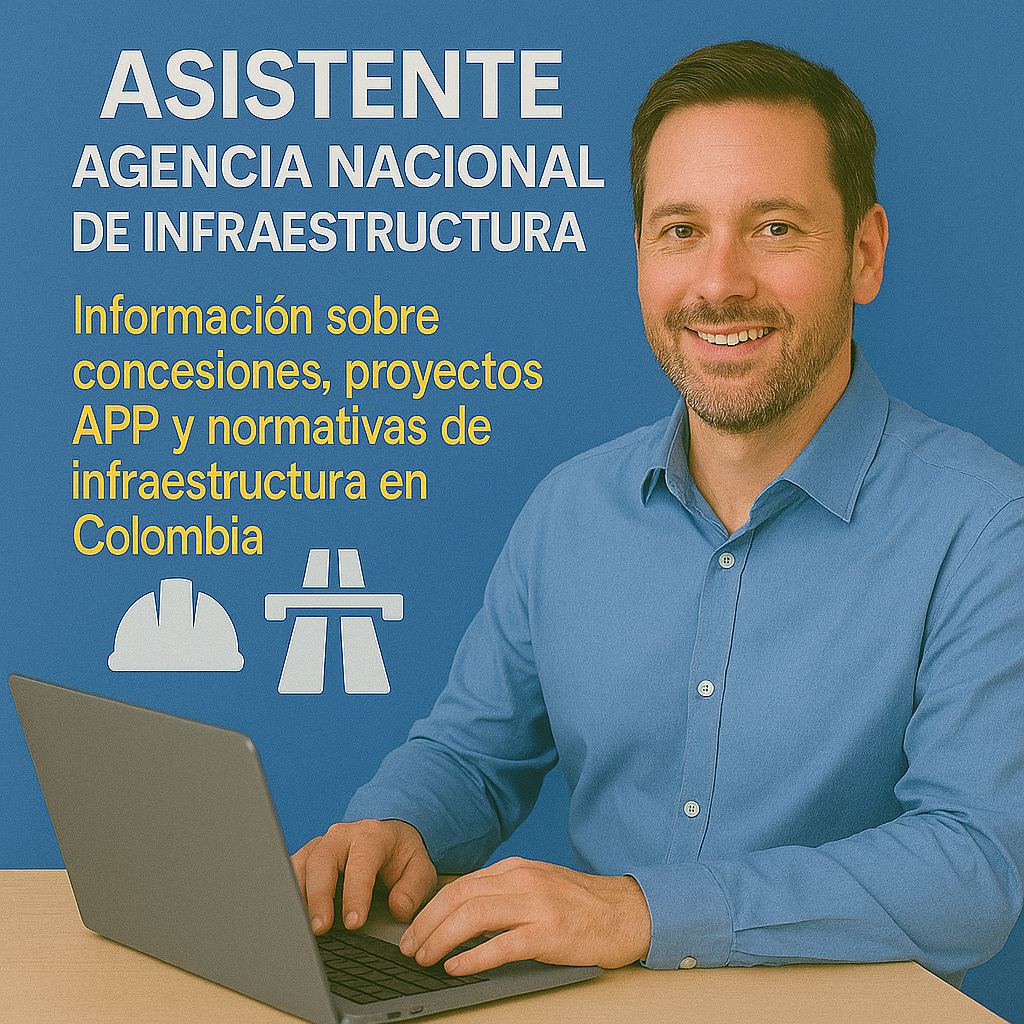 ASISTENTE
AGENCIA NACIONAL
DE INFRAESTRUCTURA
Información sobre
concesiones, proyectos
APP y normativas de
infraestructura en
Colombia